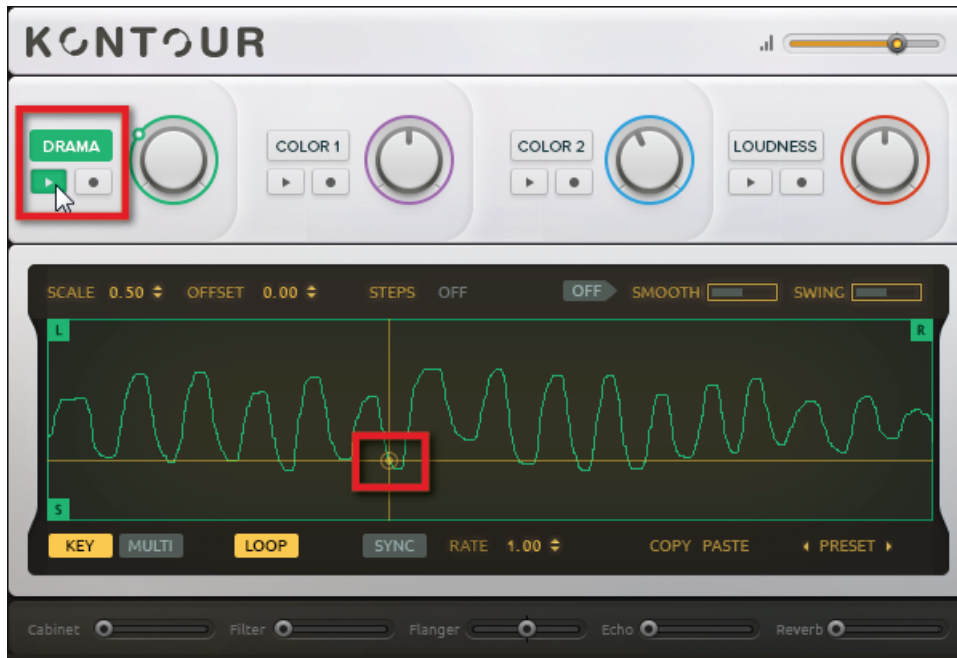 KONTOUR
DRAMA COLOR 1 COLOR 2 LOUDNESS
SCALE 0.50 OFFSET 0.00 STEPS OFF OFF SMOOTH SWING
L R
S
KEY MULTI LOOP SYNC RATE 1.00 COPY PASTE PRESET
Cabinet Filter Flanger Echo Reverb